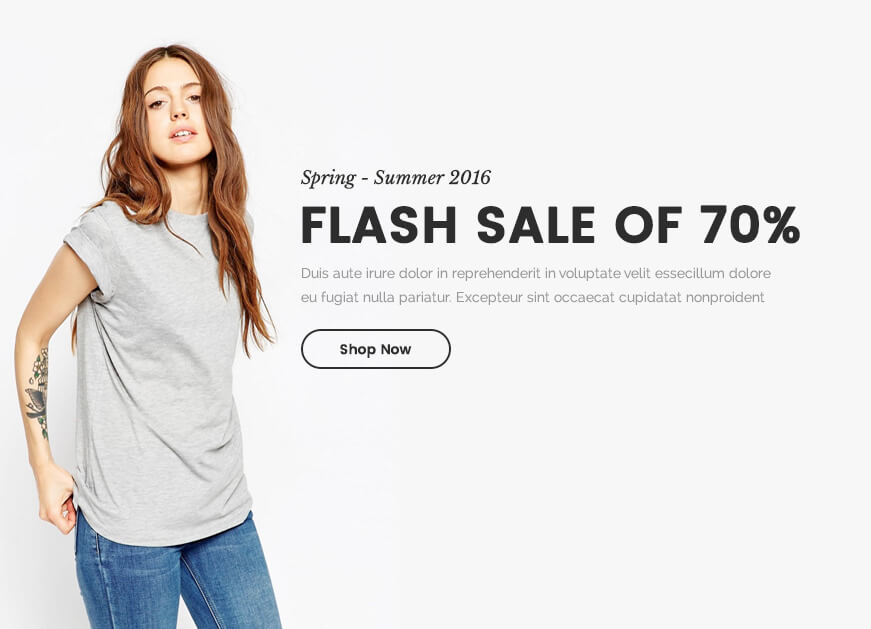 Spring - Summer 2016
FLASH SALE OF 70%
Duis aute irure dolor in reprehenderit in voluptate velit essecillum dolore
eu fugiat nulla pariatur. Excepteur sint occaecat cupidatat nonproident
Shop Now